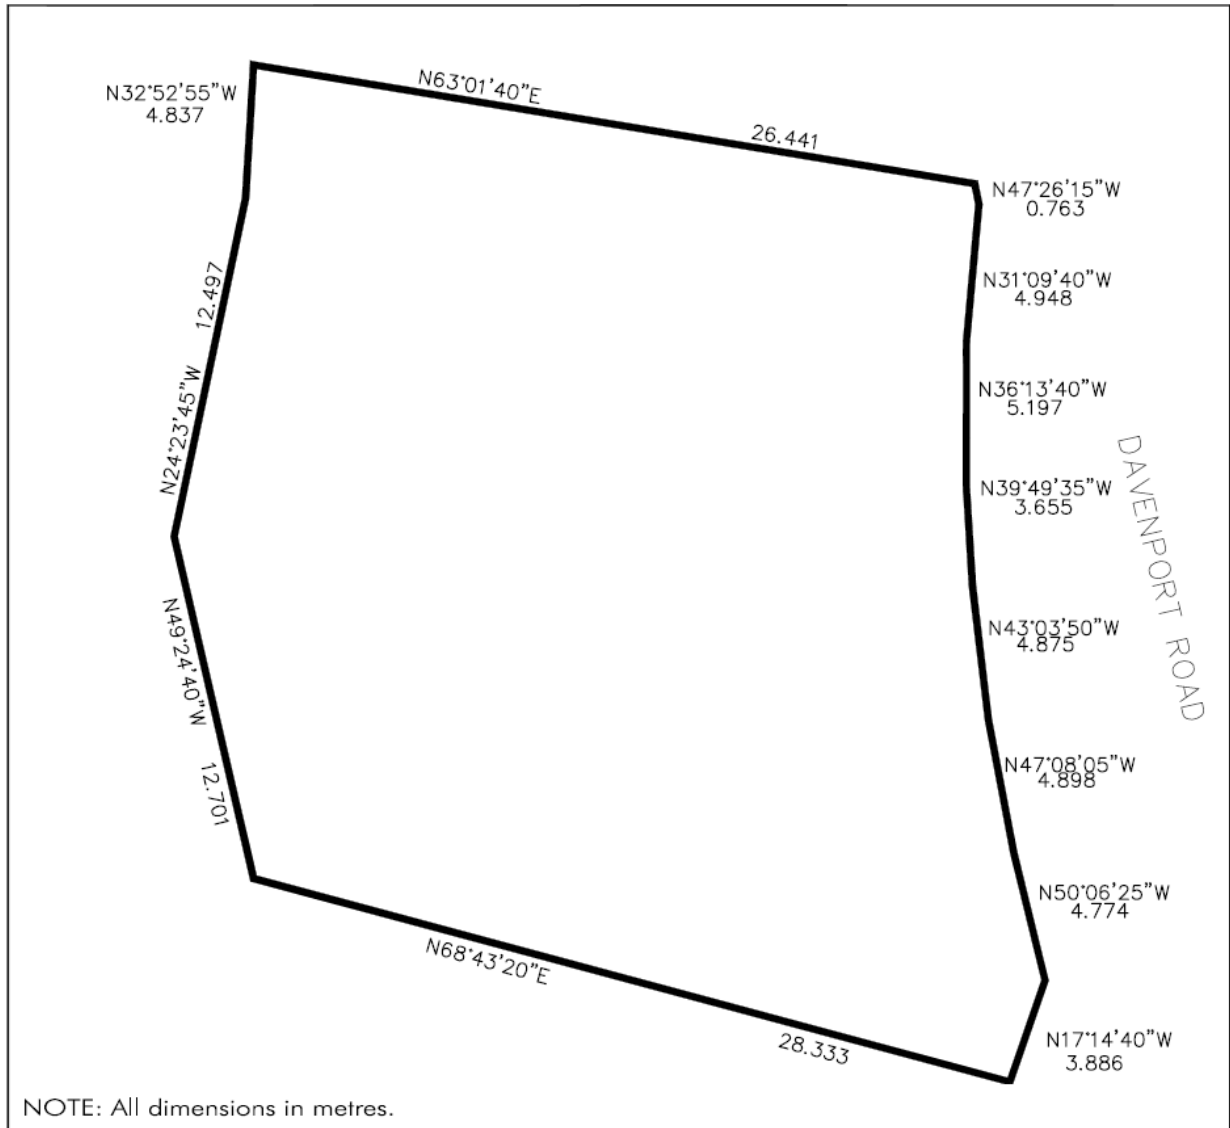 N63°01'40"E
26.441
N32°52'55"W
4.837
N47°26'15"W
0.763
N31°09'40"W
4.948
12.497
N24°23'45"W
N36°13'40"W
5.197
N39°49'35"W
3.655
DAVENPORT ROAD
N43°03'50"W
4.875
N49°24'40"W
12.701
N47°08'05"W
4.898
N50°06'25"W
4.774
N68°43'20"E
28.333
N17°14'40"W
3.886
NOTE: All dimensions in metres.